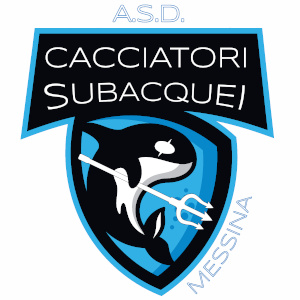 A.S.D.
CACCIATORI
SUBACQUEI
MESSINA